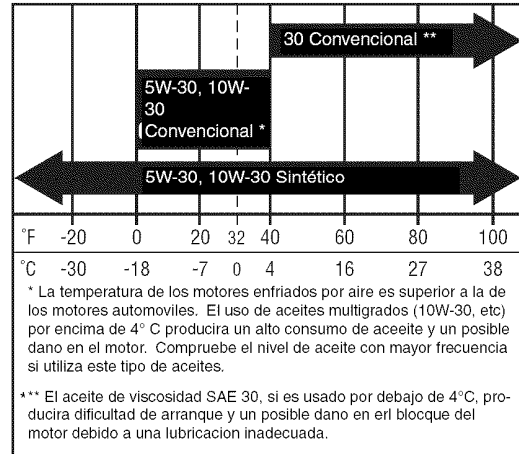 30 Convencional **
5W-30, 10W-
30
Convencional *
5W-30, 10W-30 Sintético
°F -20 0 20 32 40 60 80 100
°C -30 -18 -7 0 4 16 27 38
* La temperatura de los motores enfriados por aire es superior a la de
los motores automoviles. El uso de aceites multigrados (10W-30, etc)
por encima de 4° C producira un alto consumo de aceeite y un posible
dano en el motor. Compruebe el nivel de aceite con mayor frecuencia
si utiliza este tipo de aceites.
*** El aceite de viscosidad SAE 30, si es usado por debajo de 4°C, pro-
ducira dificultad de arranque y un posible dano en erl blocque del
motor debido a una lubricacion inadecuada.